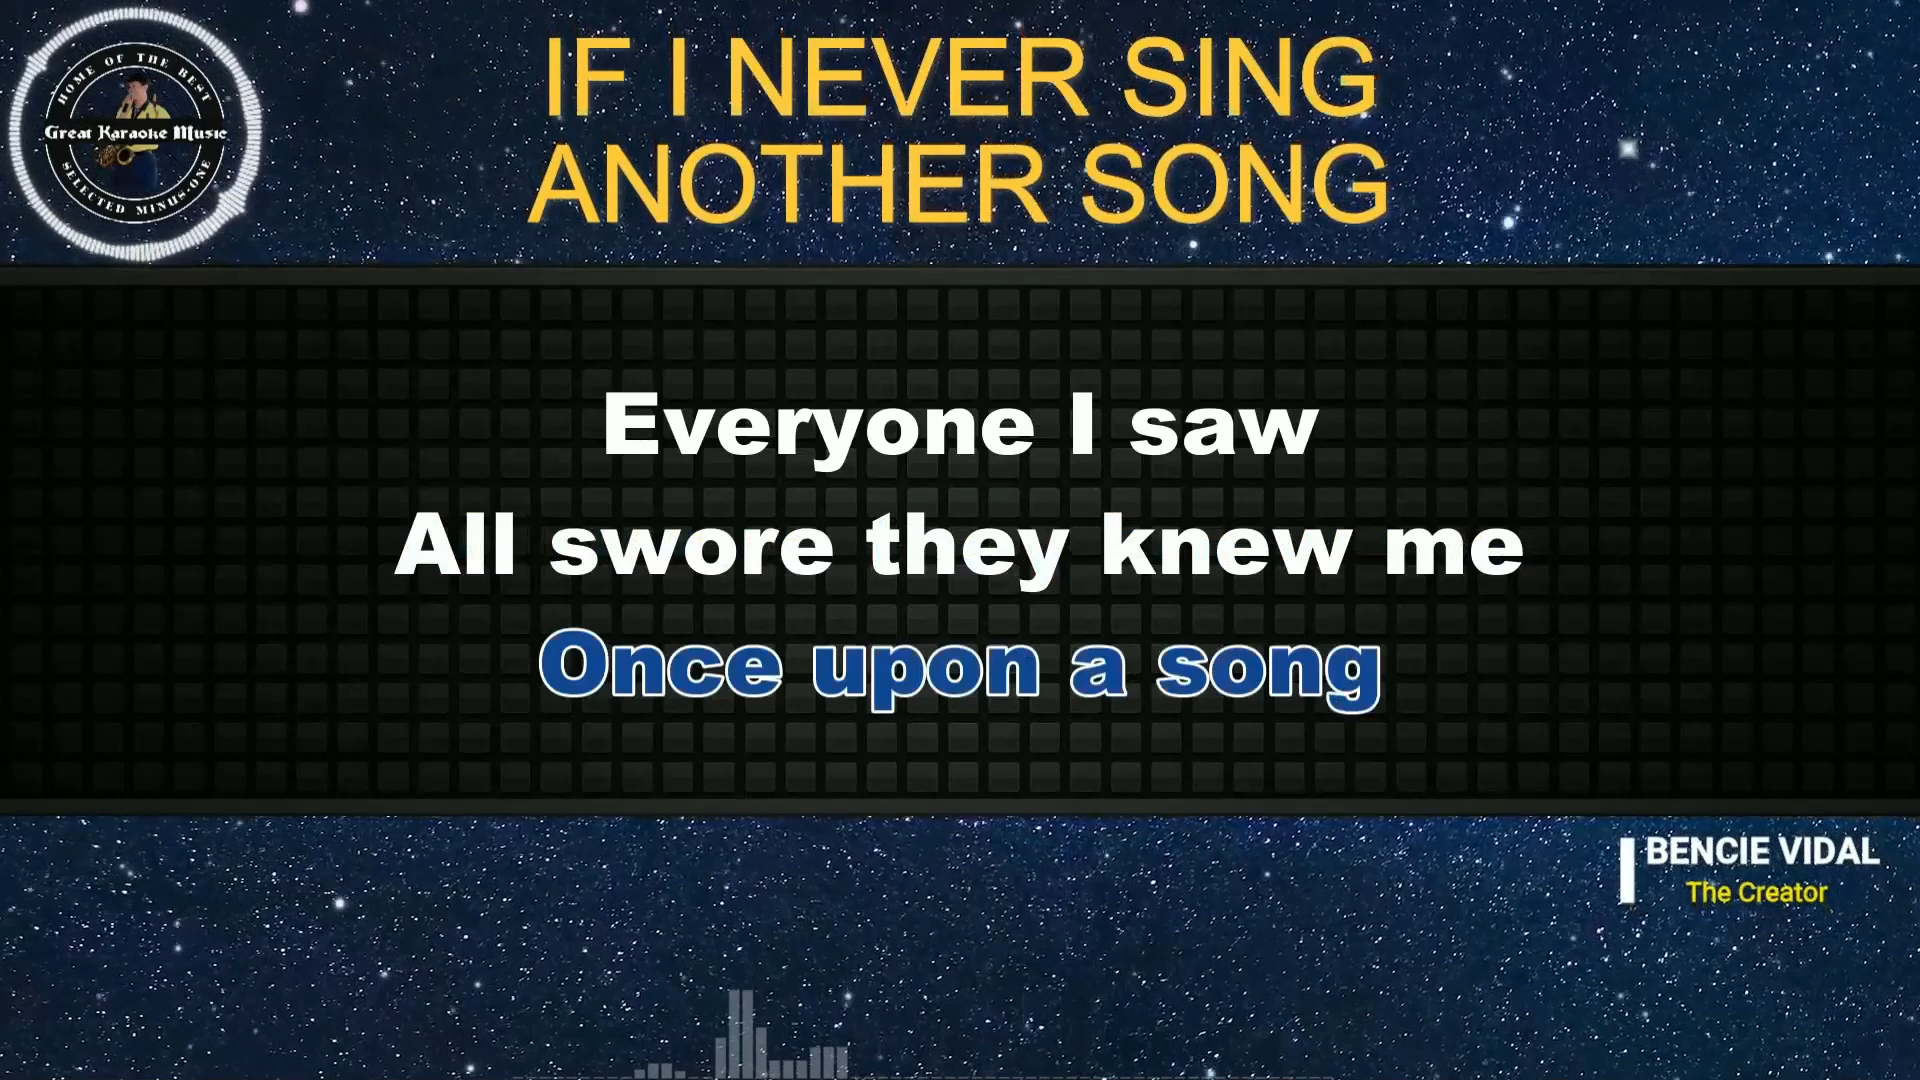 HOME OF THE BEST
Great Karaoke Music
SELECTED MINUS-ONE
IF I NEVER SING
ANOTHER SONG
Everyone I saw
All swore they knew me
Once upon a song
BENCIE VIDAL
The Creator